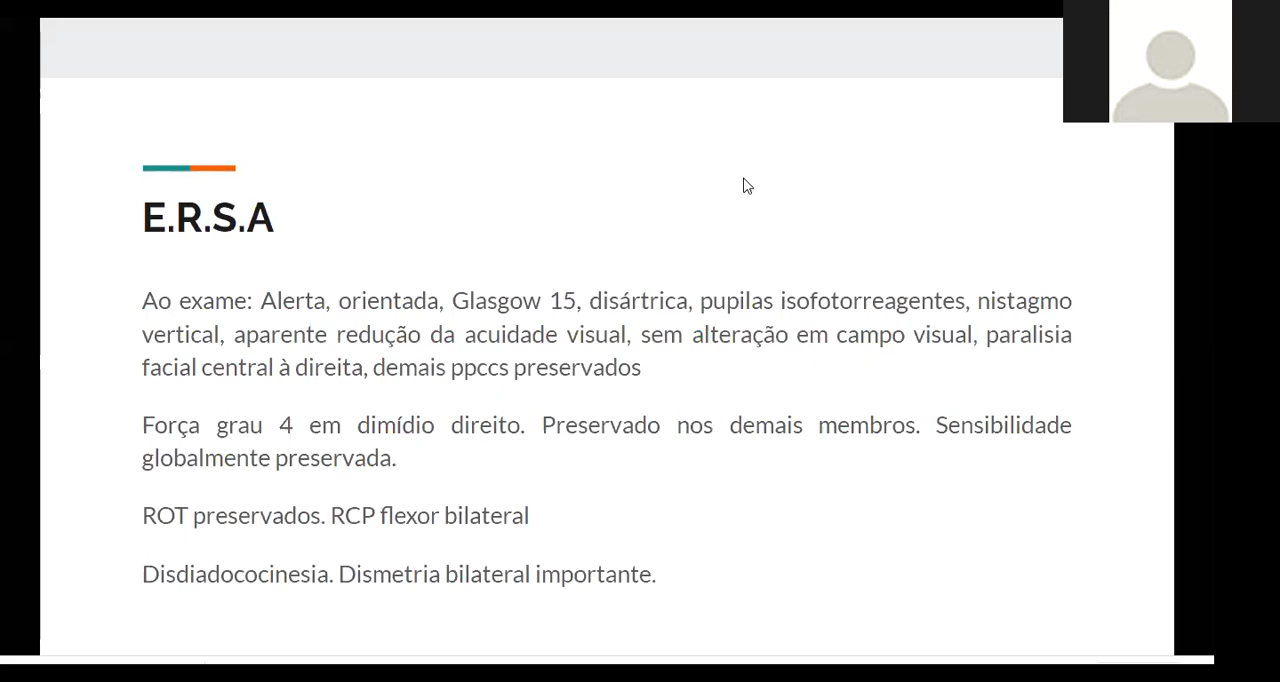 E.R.S.A
Ao exame: Alerta, orientada, Glasgow 15, disártrica, pupilas isofotorreagentes, nistagmo
vertical, aparente redução da acuidade visual, sem alteração em campo visual, paralisia
facial central à direita, demais ppccs preservados
Força grau 4 em dimídio direito. Preservado nos demais membros. Sensibilidade
globalmente preservada.
ROT preservados. RCP flexor bilateral
Disdiadococinesia. Dismetria bilateral importante.